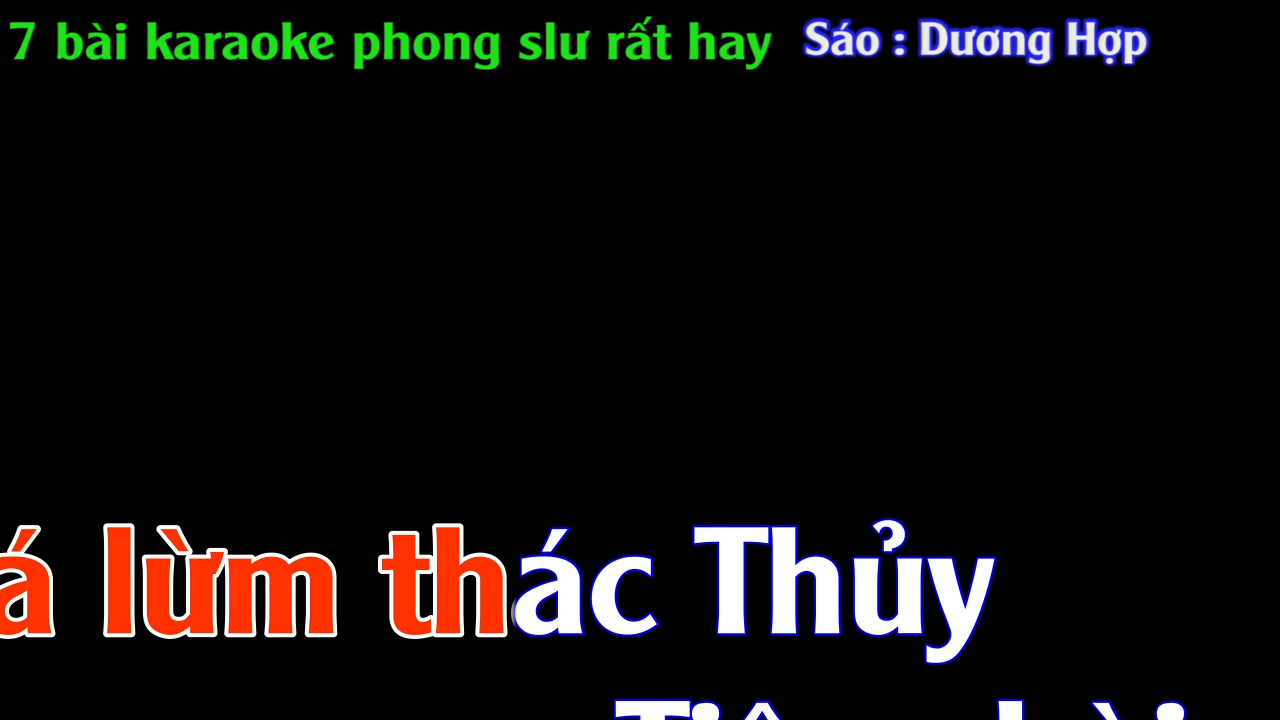 7 bài karaoke phong slư rất hay Sáo : Dương Hợp
á lừm thác Thủy